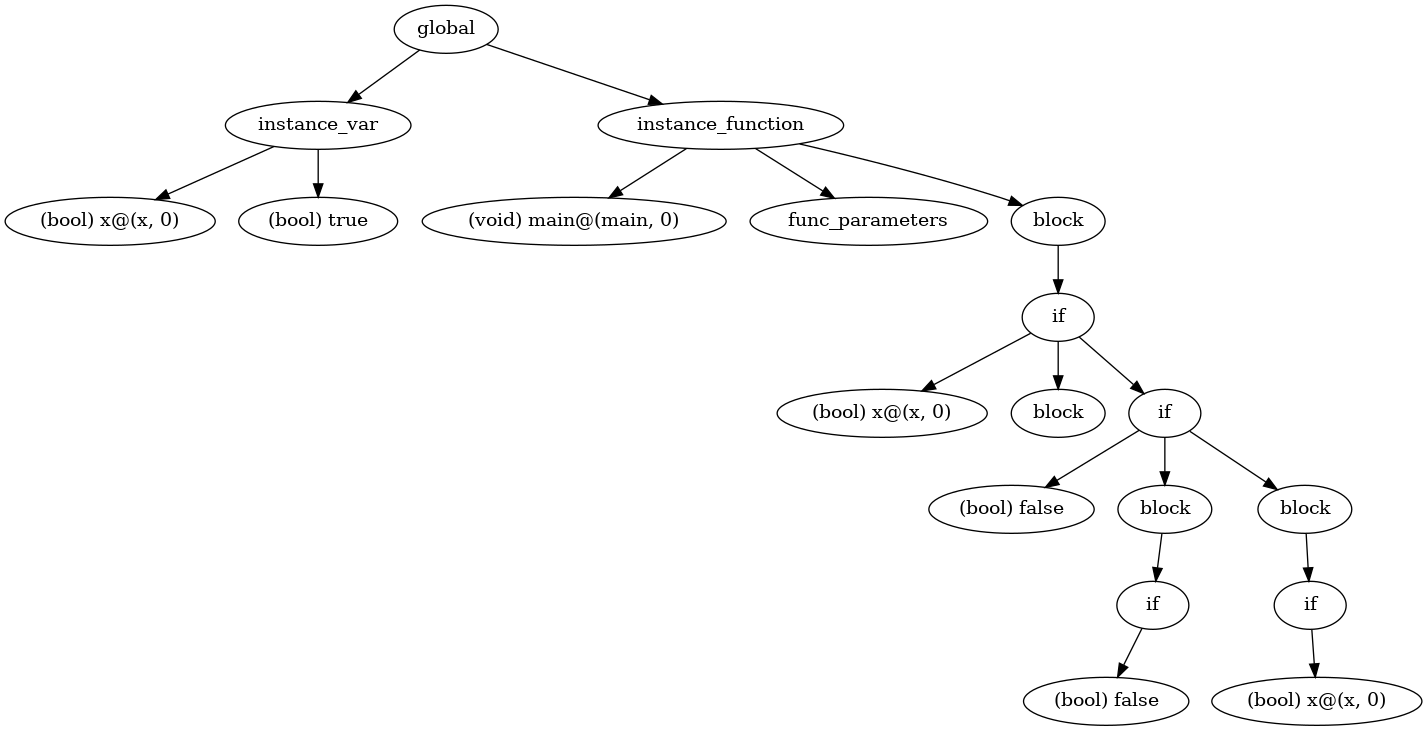 global
instance_var
instance_function
(bool) x@(x, 0)
(bool) true
(void) main@(main, 0)
func_parameters
block
if
(bool) x@(x, 0)
block
if
(bool) false
block
block
if
if
(bool) false
(bool) x@(x, 0)